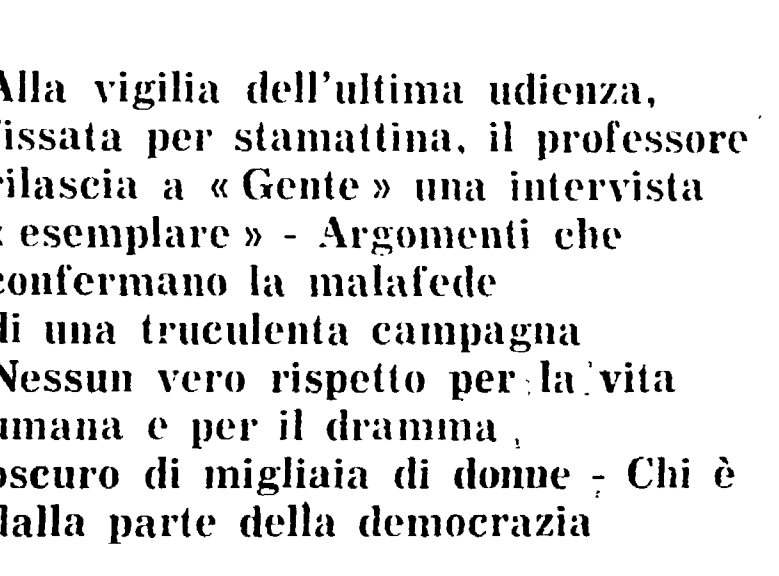 Alla vigilia dell'ultima udienza,
fissata per stamattina, il professore
rilascia a « Gente » una intervista
« esemplare » - Argomenti che
confermano la malafede
di una truculenta campagna
Nessun vero rispetto per la vita
umana e per il dramma
oscuro di migliaia di donne - Chi è
dalla parte della democrazia